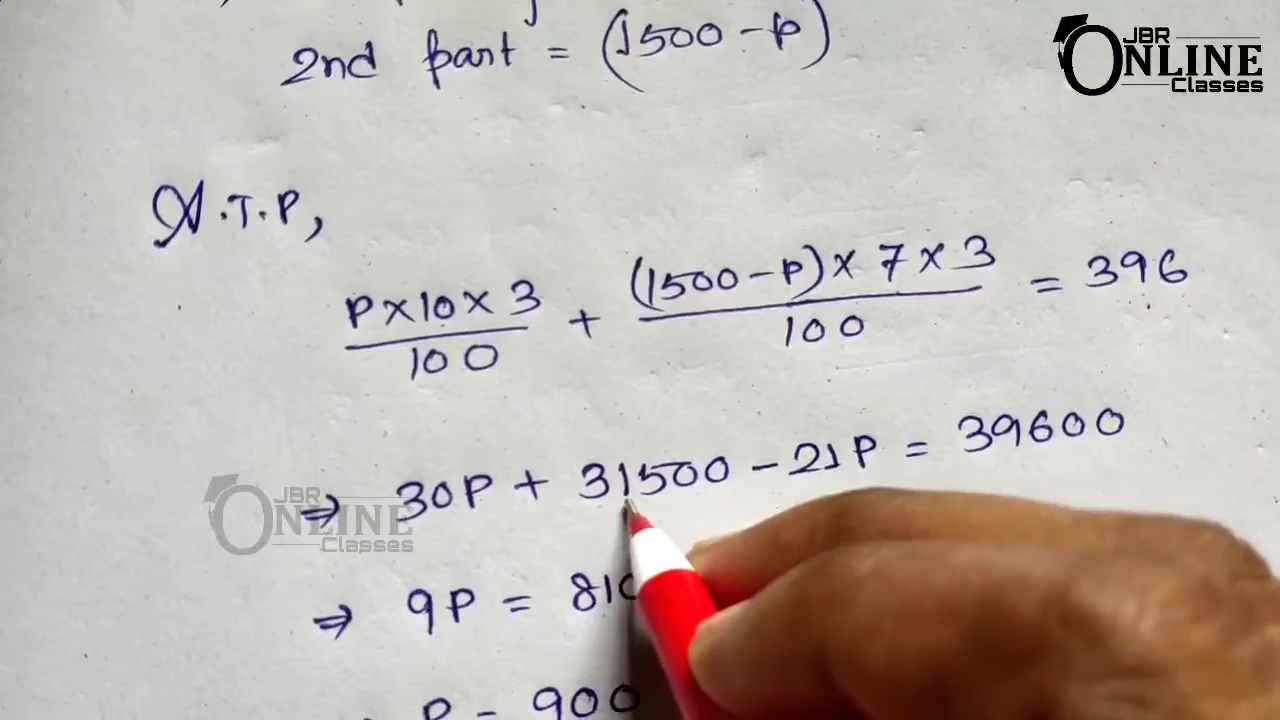 JBR
ONLINE
Classes
2nd part = (1500 - P)
A.T.P,
P×10×3/100 + (1500-P)×7×3/100 = 396
⇒ 30P + 31500 - 21P = 39600
JBR
ONLINE
Classes
⇒ 9P = 810
P = 900